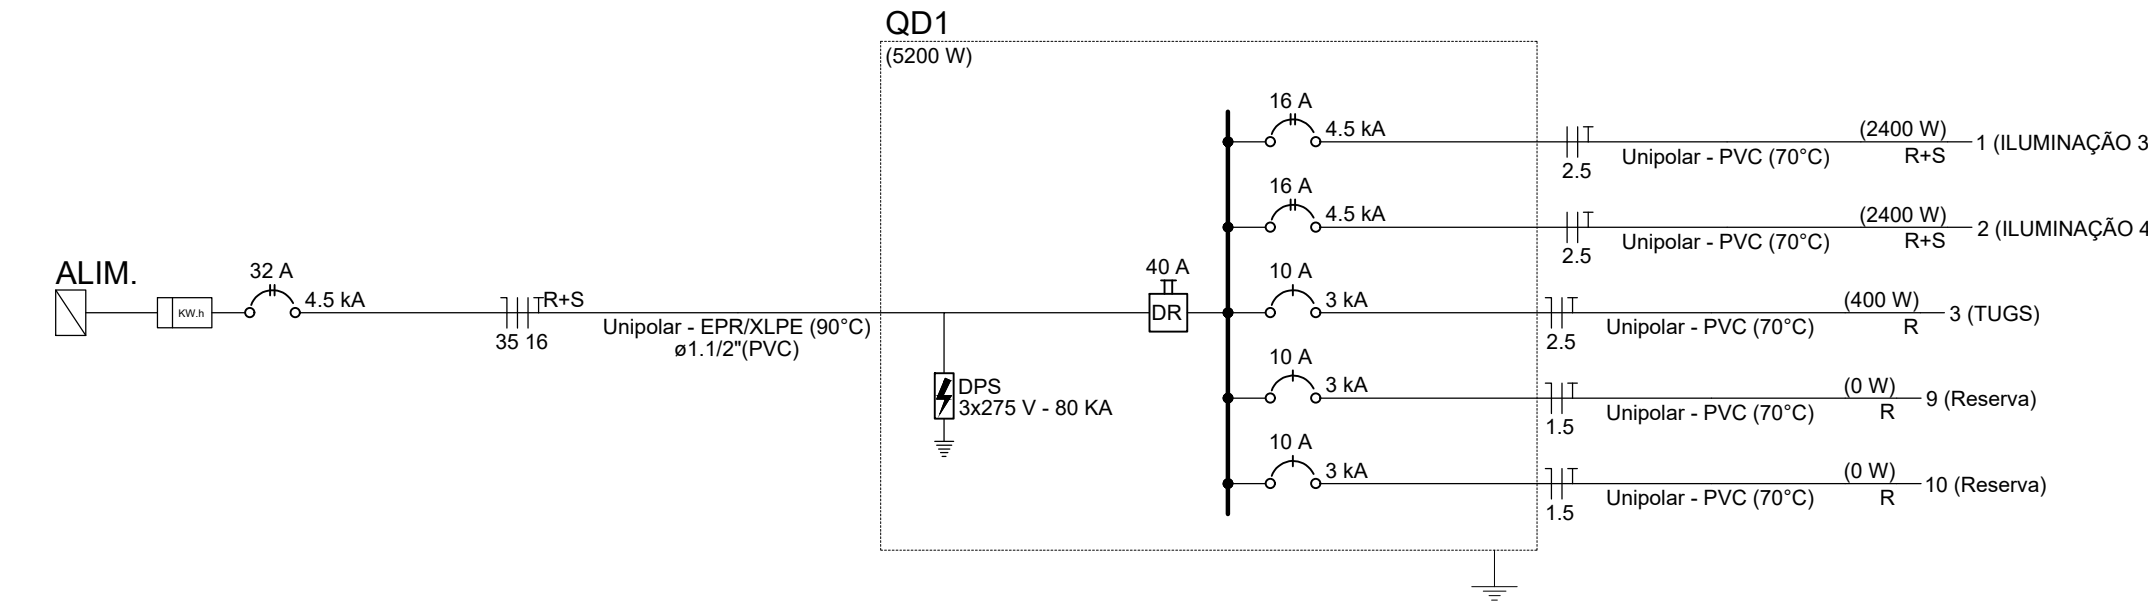 QD1
(5200 W)
16 A
4.5 kA
2.5
Unipolar - PVC (70°C)
(2400 W)
R+S
1 (ILUMINAÇÃO 3
16 A
4.5 kA
2.5
Unipolar - PVC (70°C)
(2400 W)
R+S
2 (ILUMINAÇÃO 4
ALIM.
KW.h
32 A
4.5 kA
35 16
R+S
Unipolar - EPR/XLPE (90°C)
ø1.1/2"(PVC)
DPS
3x275 V - 80 KA
40 A
DR
10 A
3 kA
2.5
Unipolar - PVC (70°C)
(400 W)
R
3 (TUGS)
10 A
3 kA
1.5
Unipolar - PVC (70°C)
(0 W)
R
9 (Reserva)
10 A
3 kA
1.5
Unipolar - PVC (70°C)
(0 W)
R
10 (Reserva)